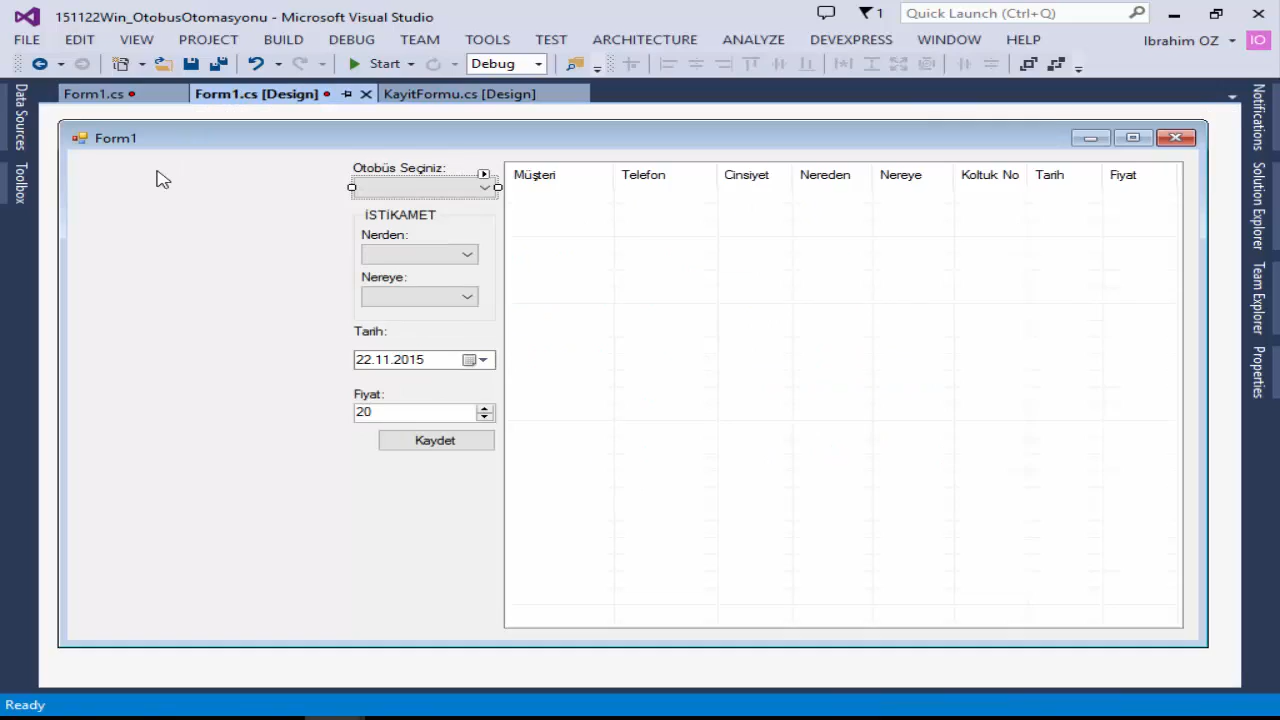 151122Win_OtobusOtomasyonu - Microsoft Visual Studio
1
Quick Launch (Ctrl+Q)
FILE EDIT VIEW PROJECT BUILD DEBUG TEAM TOOLS TEST ARCHITECTURE ANALYZE DEVEXPRESS WINDOW HELP
Ibrahim OZ
IO
Start
Debug
Form1.cs
Form1.cs [Design]
KayitFormu.cs [Design]
Data Sources
Toolbox
Notifications
Solution Explorer
Team Explorer
Properties
Form1
Otobüs Seçiniz:
İSTİKAMET
Nerden:
Nereye:
Tarih:
22.11.2015
Fiyat:
20
Kaydet
Müşteri Telefon Cinsiyet Nereden Nereye Koltuk No Tarih Fiyat
Ready